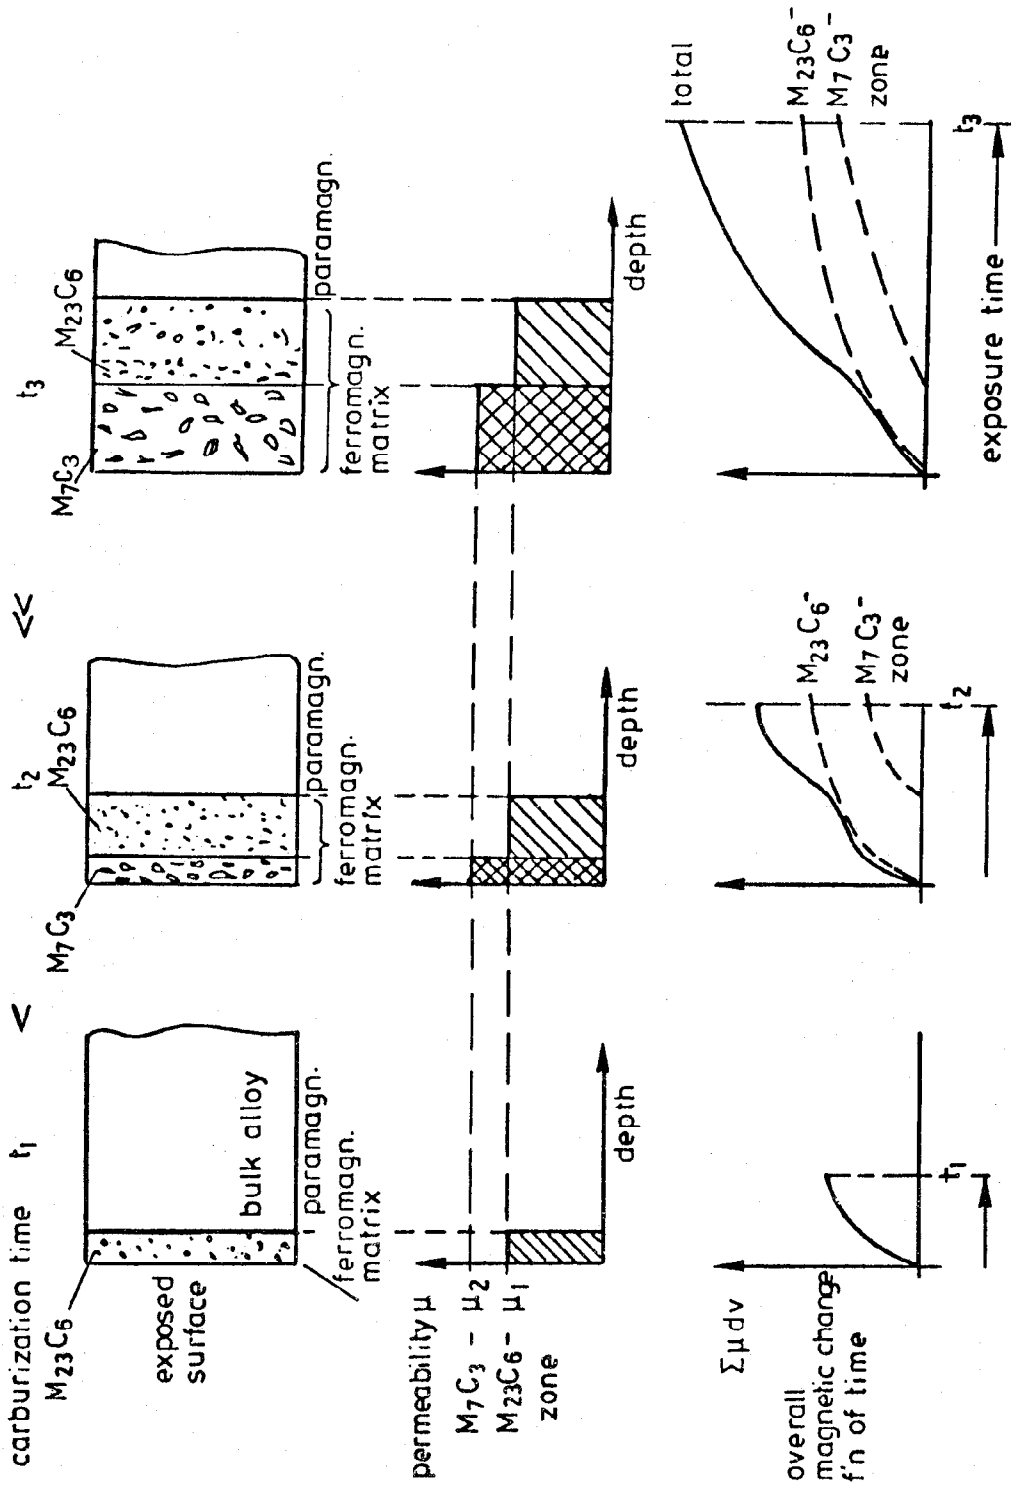 carburization time t1 < t2 << t3
M23C6
exposed
surface
bulk alloy
paramagn.
ferromagn.
matrix
M7C3
M23C6
paramagn.
ferromagn.
matrix
M7C3
M23C6
paramagn.
ferromagn.
matrix
permeability μ
M7C3 - μ2
M23C6 - μ1
zone
depth
depth
depth
Σμdv
overall
magnetic change
f'n of time
t1
M23C6-
M7C3-
zone
t2
total
M23C6-
M7C3-
zone
t3
exposure time